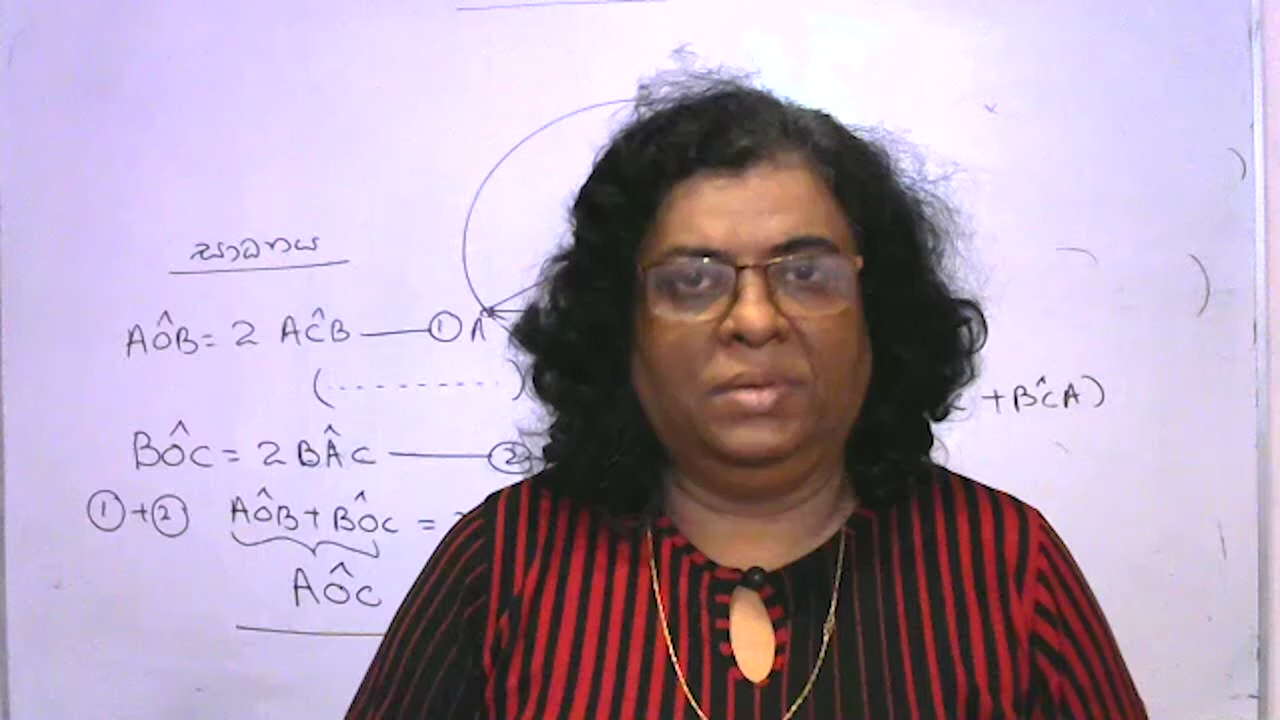 සාධනය
AÔB = 2 AĈB —— ① A
(- - - - - - - -)
+ BĈA)
BÔC = 2 BÂC —— ②
① + ② AÔB + BÔC =
AÔC